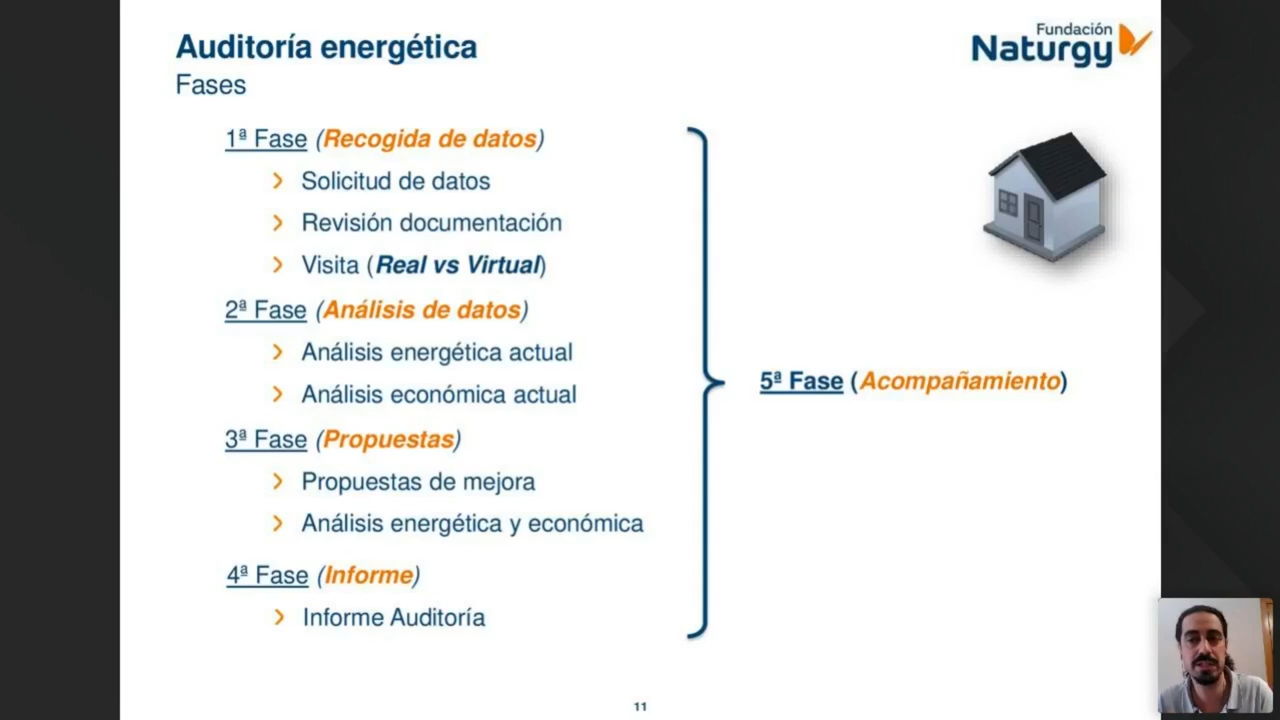 Auditoría energética
Fases
Fundación
Naturgy
1ª Fase (Recogida de datos)
Solicitud de datos
Revisión documentación
Visita (Real vs Virtual)
2ª Fase (Análisis de datos)
Análisis energética actual
Análisis económica actual
3ª Fase (Propuestas)
Propuestas de mejora
Análisis energética y económica
4ª Fase (Informe)
Informe Auditoría
5ª Fase (Acompañamiento)
11